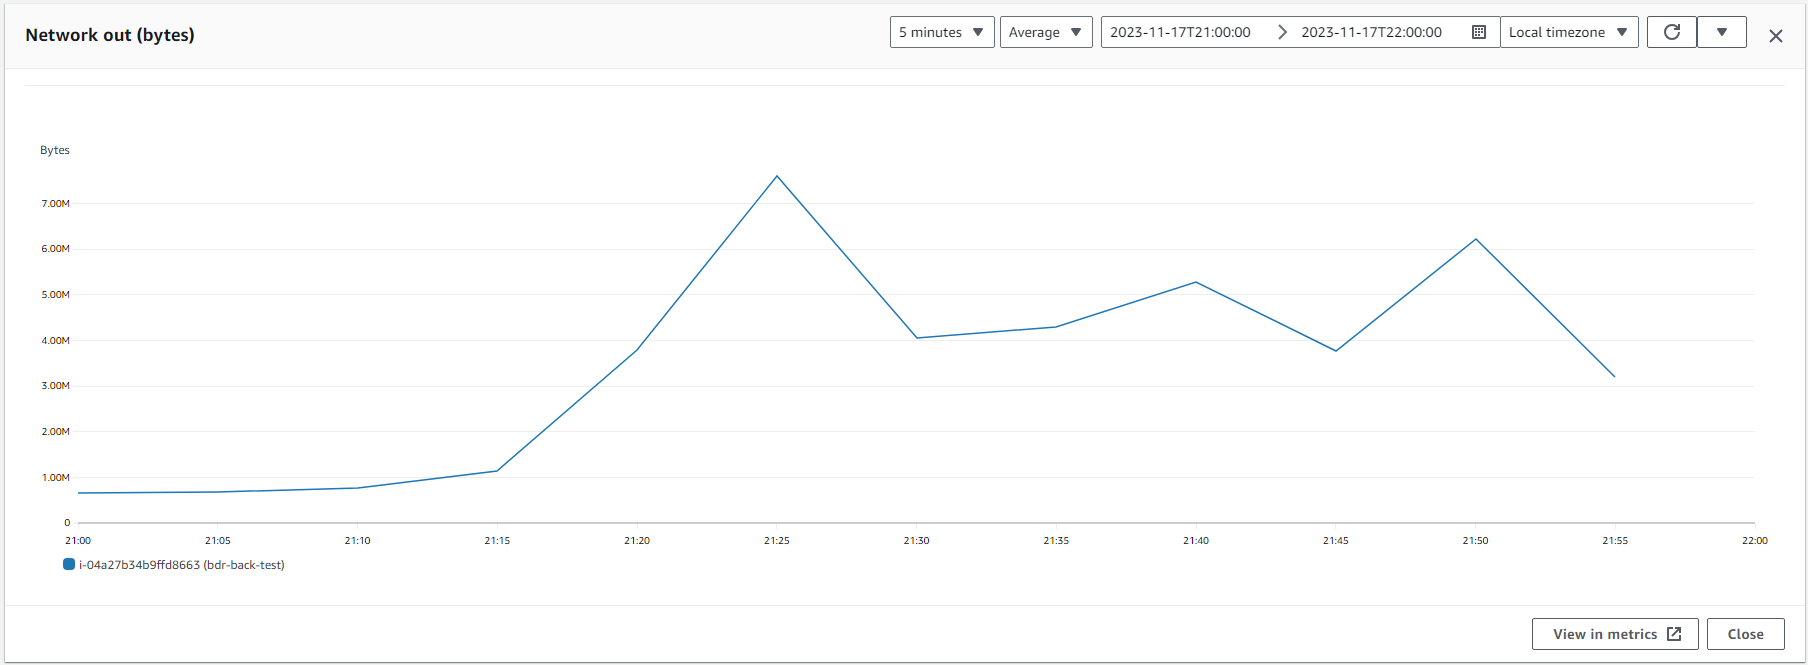 Network out (bytes)
5 minutes
Average
2023-11-17T21:00:00
2023-11-17T22:00:00
Local timezone
Bytes
7.00M
6.00M
5.00M
4.00M
3.00M
2.00M
1.00M
0
21:00 21:05 21:10 21:15 21:20 21:25 21:30 21:35 21:40 21:45 21:50 21:55 22:00
i-04a27b34b9ffd8663 (bdr-back-test)
View in metrics
Close